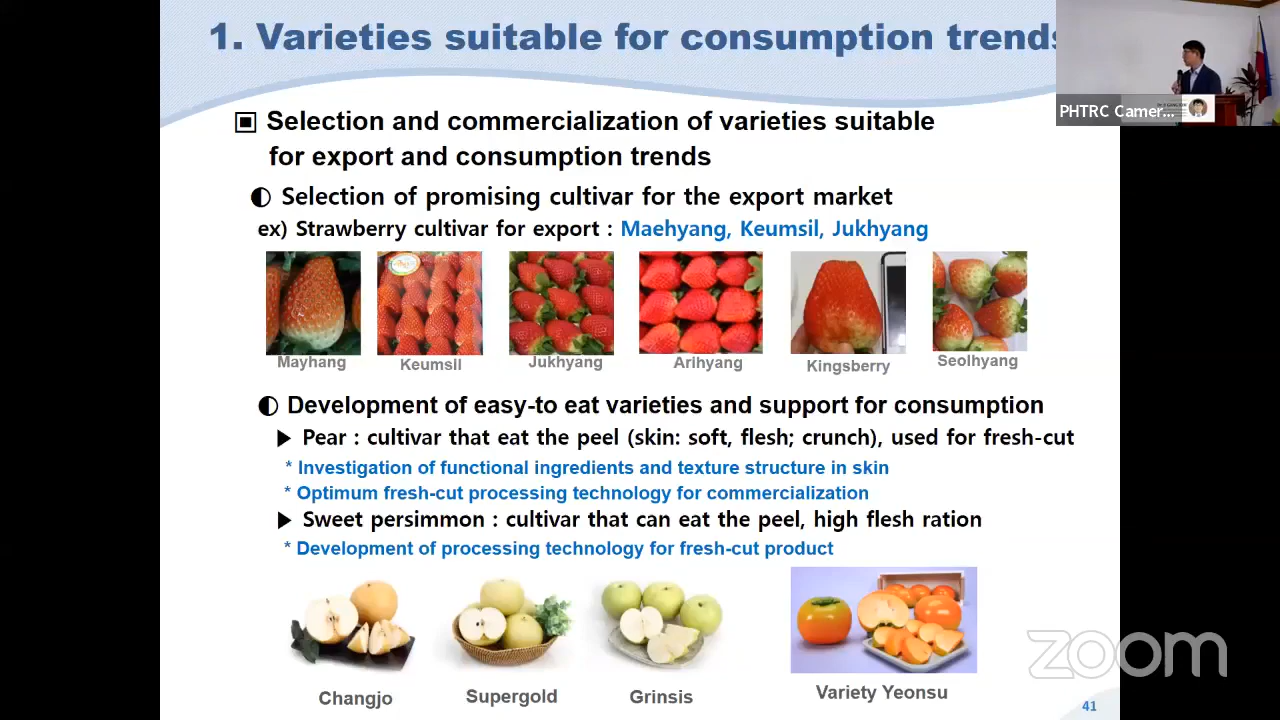 1. Varieties suitable for consumption trends
PHTRC Camer...
Selection and commercialization of varieties suitable
for export and consumption trends
Selection of promising cultivar for the export market
ex) Strawberry cultivar for export : Maehyang, Keumsil, Jukhyang
Mayhang
Keumsil
Jukhyang
Arihyang
Kingsberry
Seolhyang
Development of easy-to eat varieties and support for consumption
Pear : cultivar that eat the peel (skin: soft, flesh; crunch), used for fresh-cut
* Investigation of functional ingredients and texture structure in skin
* Optimum fresh-cut processing technology for commercialization
Sweet persimmon : cultivar that can eat the peel, high flesh ration
* Development of processing technology for fresh-cut product
Changjo
Supergold
Grinsis
Variety Yeonsu
zoom
41